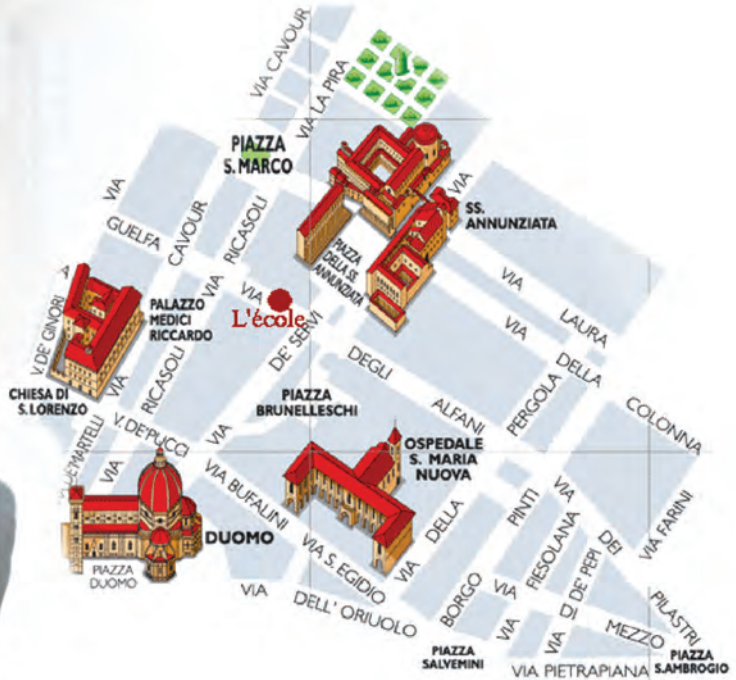 VIA CAVOUR
VIA LA PIRA
PIAZZA
S. MARCO
VIA
GUELFA
VIA
CAVOUR
VIA
RICASOLI
VIA
SS.
ANNUNZIATA
PIAZZA
DELLA SS.
ANNUNZIATA
VIA
LAURA
VIA
DELLA
COLONNA
V. DE' GINORI
PALAZZO
MEDICI
RICCARDO
VIA
L'école
DE' SERVI
DEGLI
ALFANI
PERGOLA
CHIESA DI
S. LORENZO
VIA
RICASOLI
PIAZZA
BRUNELLESCHI
V. DE' PUCCI
VIA
DE' MARTELLI
VIA
OSPEDALE
S. MARIA
NUOVA
VIA BUFALINI
DUOMO
PIAZZA
DUOMO
VIA S. EGIDIO
VIA
DELLA
PINTI
VIA
FIESOLANA
DEI
VIA FARINI
VIA
DELL' ORIUOLO
BORGO
VIA
VIA
DE' PEPI
DI
MEZZO
PILASTRI
VIA
PIAZZA
SALVEMINI
VIA PIETRAPIANA
PIAZZA
S. AMBROGIO